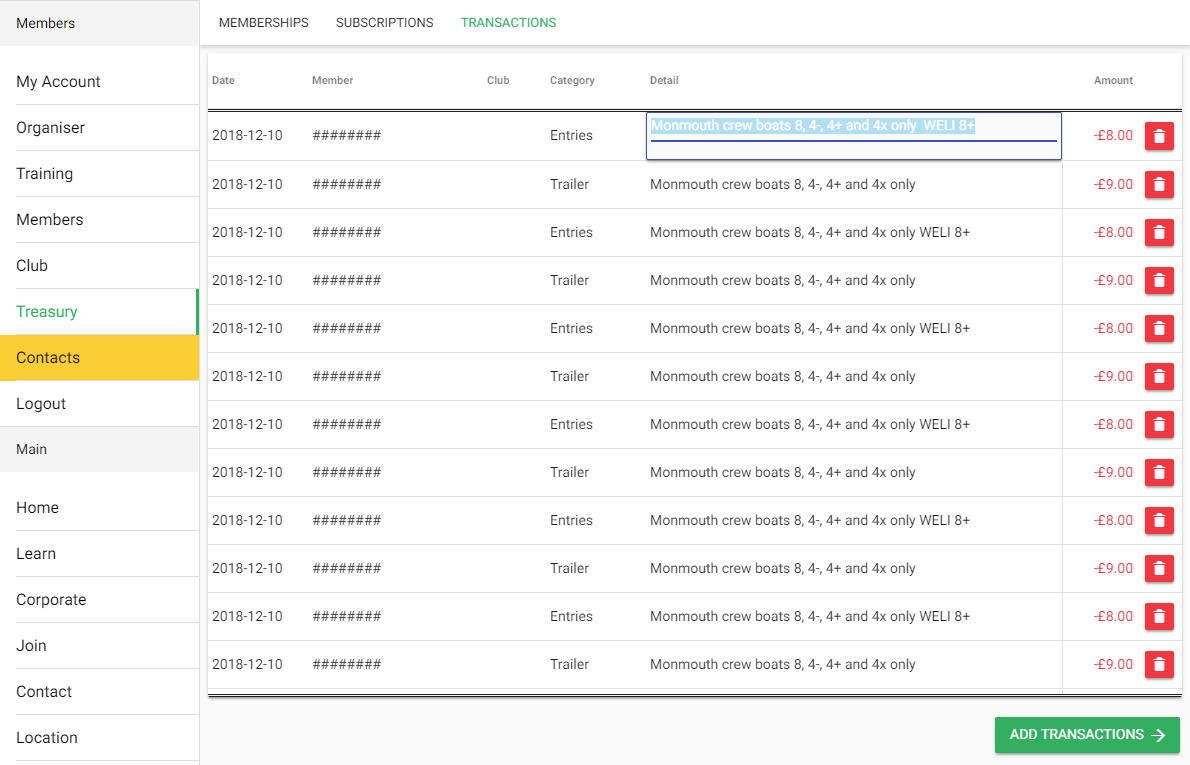 Members
My Account
Organiser
Training
Members
Club
Treasury
Contacts
Logout
Main
Home
Learn
Corporate
Join
Contact
Location
MEMBERSHIPS SUBSCRIPTIONS TRANSACTIONS
Date Member Club Category Detail Amount
2018-12-10 ######## Entries Monmouth crew boats 8, 4-, 4+ and 4x only  WELI 8+ -£8.00
2018-12-10 ######## Trailer Monmouth crew boats 8, 4-, 4+ and 4x only -£9.00
2018-12-10 ######## Entries Monmouth crew boats 8, 4-, 4+ and 4x only WELI 8+ -£8.00
2018-12-10 ######## Trailer Monmouth crew boats 8, 4-, 4+ and 4x only -£9.00
2018-12-10 ######## Entries Monmouth crew boats 8, 4-, 4+ and 4x only WELI 8+ -£8.00
2018-12-10 ######## Trailer Monmouth crew boats 8, 4-, 4+ and 4x only -£9.00
2018-12-10 ######## Entries Monmouth crew boats 8, 4-, 4+ and 4x only WELI 8+ -£8.00
2018-12-10 ######## Trailer Monmouth crew boats 8, 4-, 4+ and 4x only -£9.00
2018-12-10 ######## Entries Monmouth crew boats 8, 4-, 4+ and 4x only WELI 8+ -£8.00
2018-12-10 ######## Trailer Monmouth crew boats 8, 4-, 4+ and 4x only -£9.00
2018-12-10 ######## Entries Monmouth crew boats 8, 4-, 4+ and 4x only WELI 8+ -£8.00
2018-12-10 ######## Trailer Monmouth crew boats 8, 4-, 4+ and 4x only -£9.00
ADD TRANSACTIONS